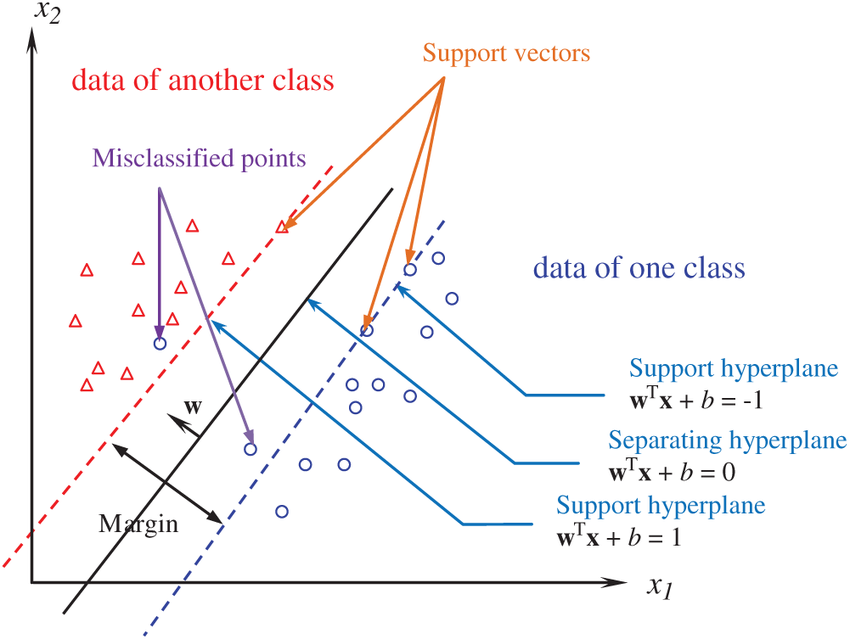 x2
Support vectors
data of another class
Misclassified points
data of one class
Support hyperplane
wTx + b = -1
w
Separating hyperplane
wTx + b = 0
Margin
Support hyperplane
wTx + b = 1
x1